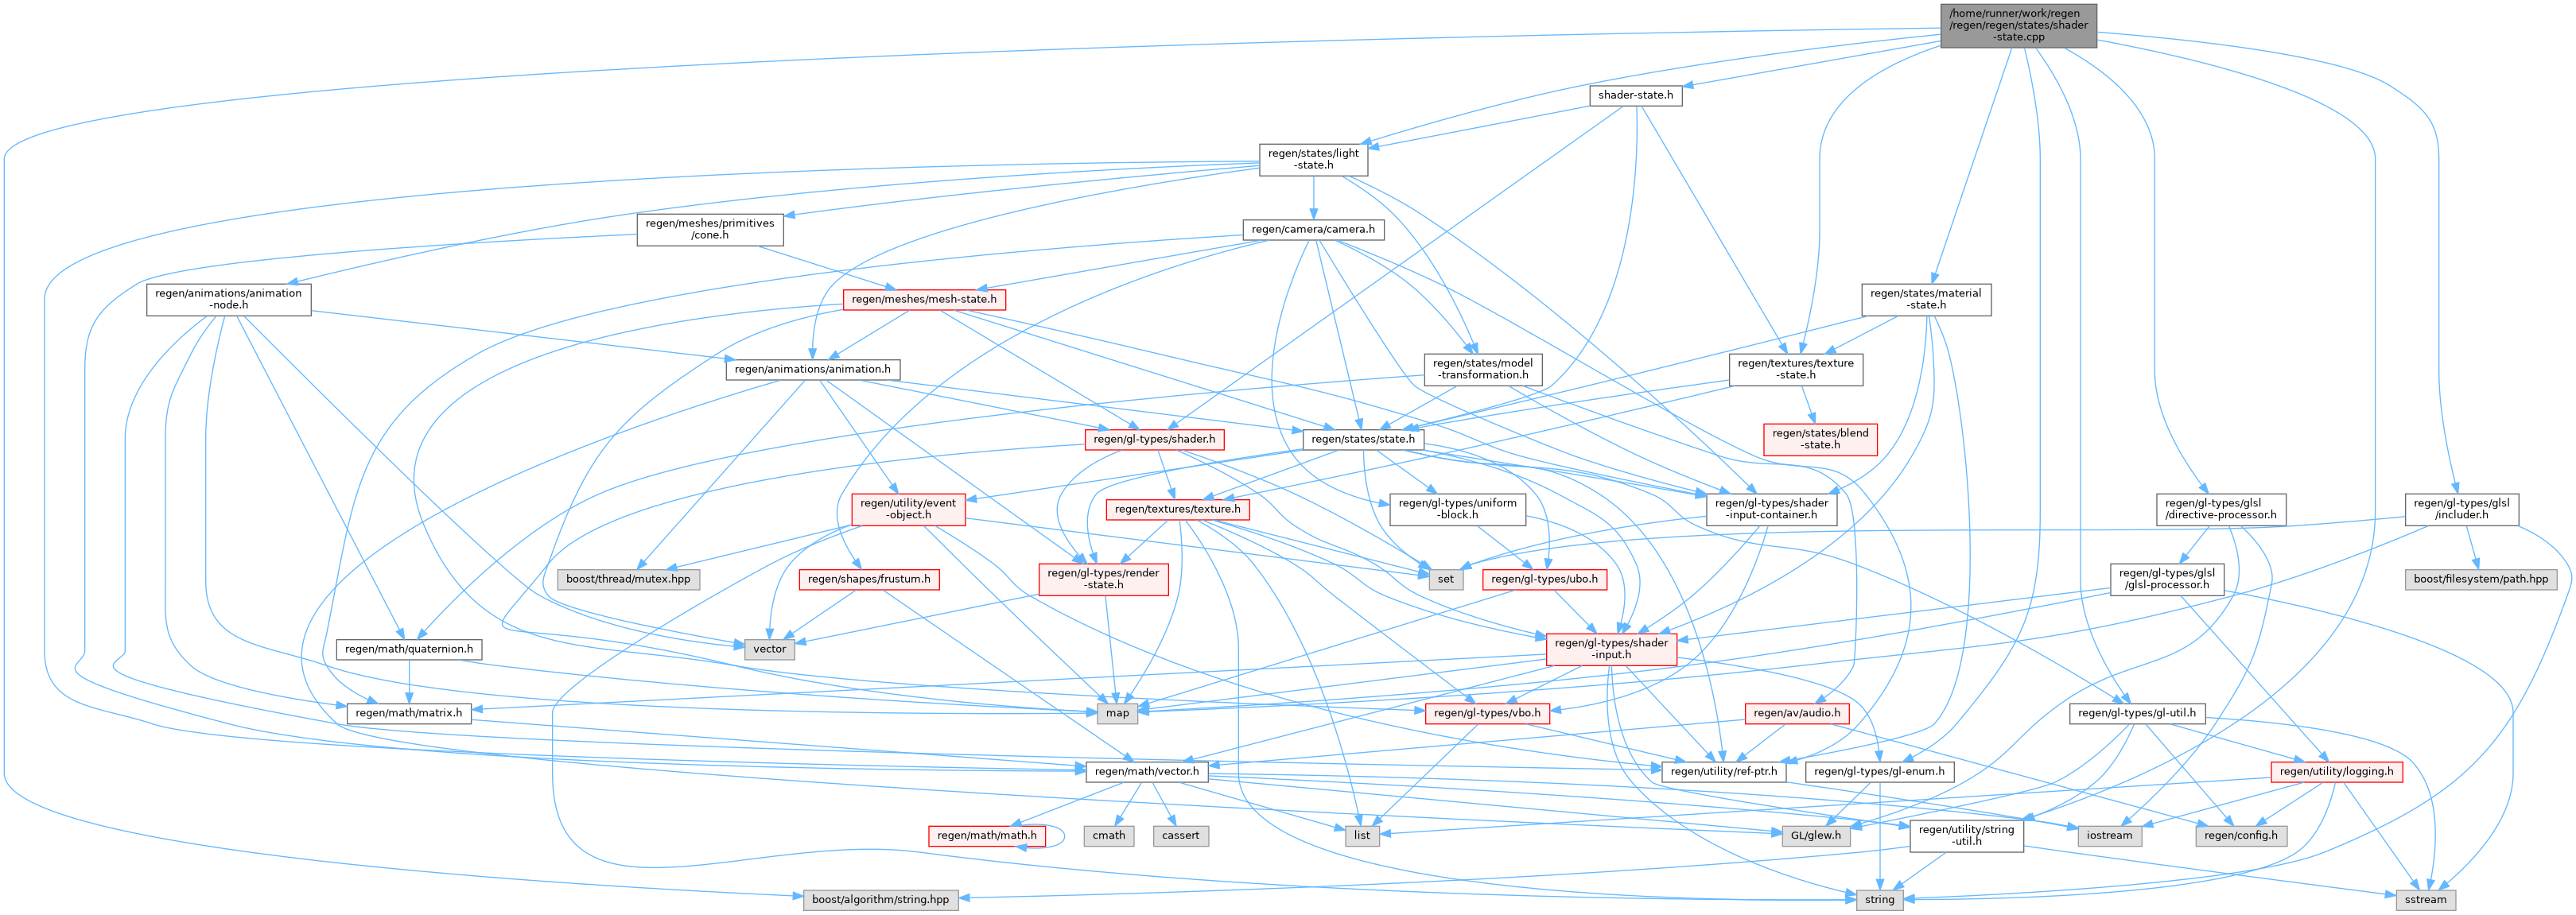 /home/runner/work/regen
/regen/regen/states/shader
-state.cpp
shader-state.h
regen/states/light
-state.h
regen/meshes/primitives
/cone.h
regen/camera/camera.h
regen/animations/animation
-node.h
regen/meshes/mesh-state.h
regen/states/material
-state.h
regen/animations/animation.h
regen/states/model
-transformation.h
regen/textures/texture
-state.h
regen/gl-types/shader.h
regen/states/state.h
regen/states/blend
-state.h
regen/utility/event
-object.h
regen/textures/texture.h
regen/gl-types/uniform
-block.h
regen/gl-types/shader
-input-container.h
regen/gl-types/glsl
/directive-processor.h
regen/gl-types/glsl
/includer.h
boost/thread/mutex.hpp
regen/shapes/frustum.h
regen/gl-types/render
-state.h
set
regen/gl-types/ubo.h
regen/gl-types/glsl
/glsl-processor.h
boost/filesystem/path.hpp
regen/math/quaternion.h
vector
regen/gl-types/shader
-input.h
regen/math/matrix.h
map
regen/gl-types/vbo.h
regen/av/audio.h
regen/gl-types/gl-util.h
regen/math/vector.h
regen/utility/ref-ptr.h
regen/gl-types/gl-enum.h
regen/utility/logging.h
regen/math/math.h
cmath
cassert
list
GL/glew.h
regen/utility/string
-util.h
iostream
regen/config.h
boost/algorithm/string.hpp
string
sstream